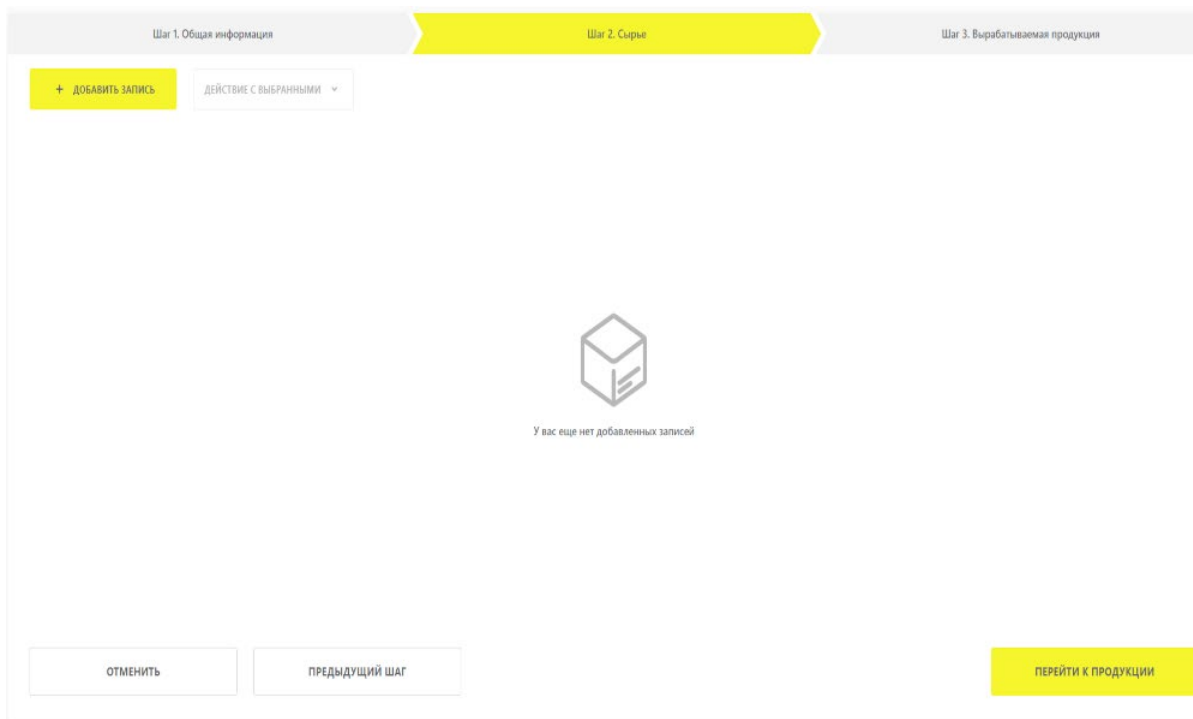 Шаг 1. Общая информация
Шаг 2. Сырье
Шаг 3. Вырабатываемая продукция
+ ДОБАВИТЬ ЗАПИСЬ
ДЕЙСТВИЕ С ВЫБРАННЫМИ
У вас еще нет добавленных записей
ОТМЕНИТЬ
ПРЕДЫДУЩИЙ ШАГ
ПЕРЕЙТИ К ПРОДУКЦИИ